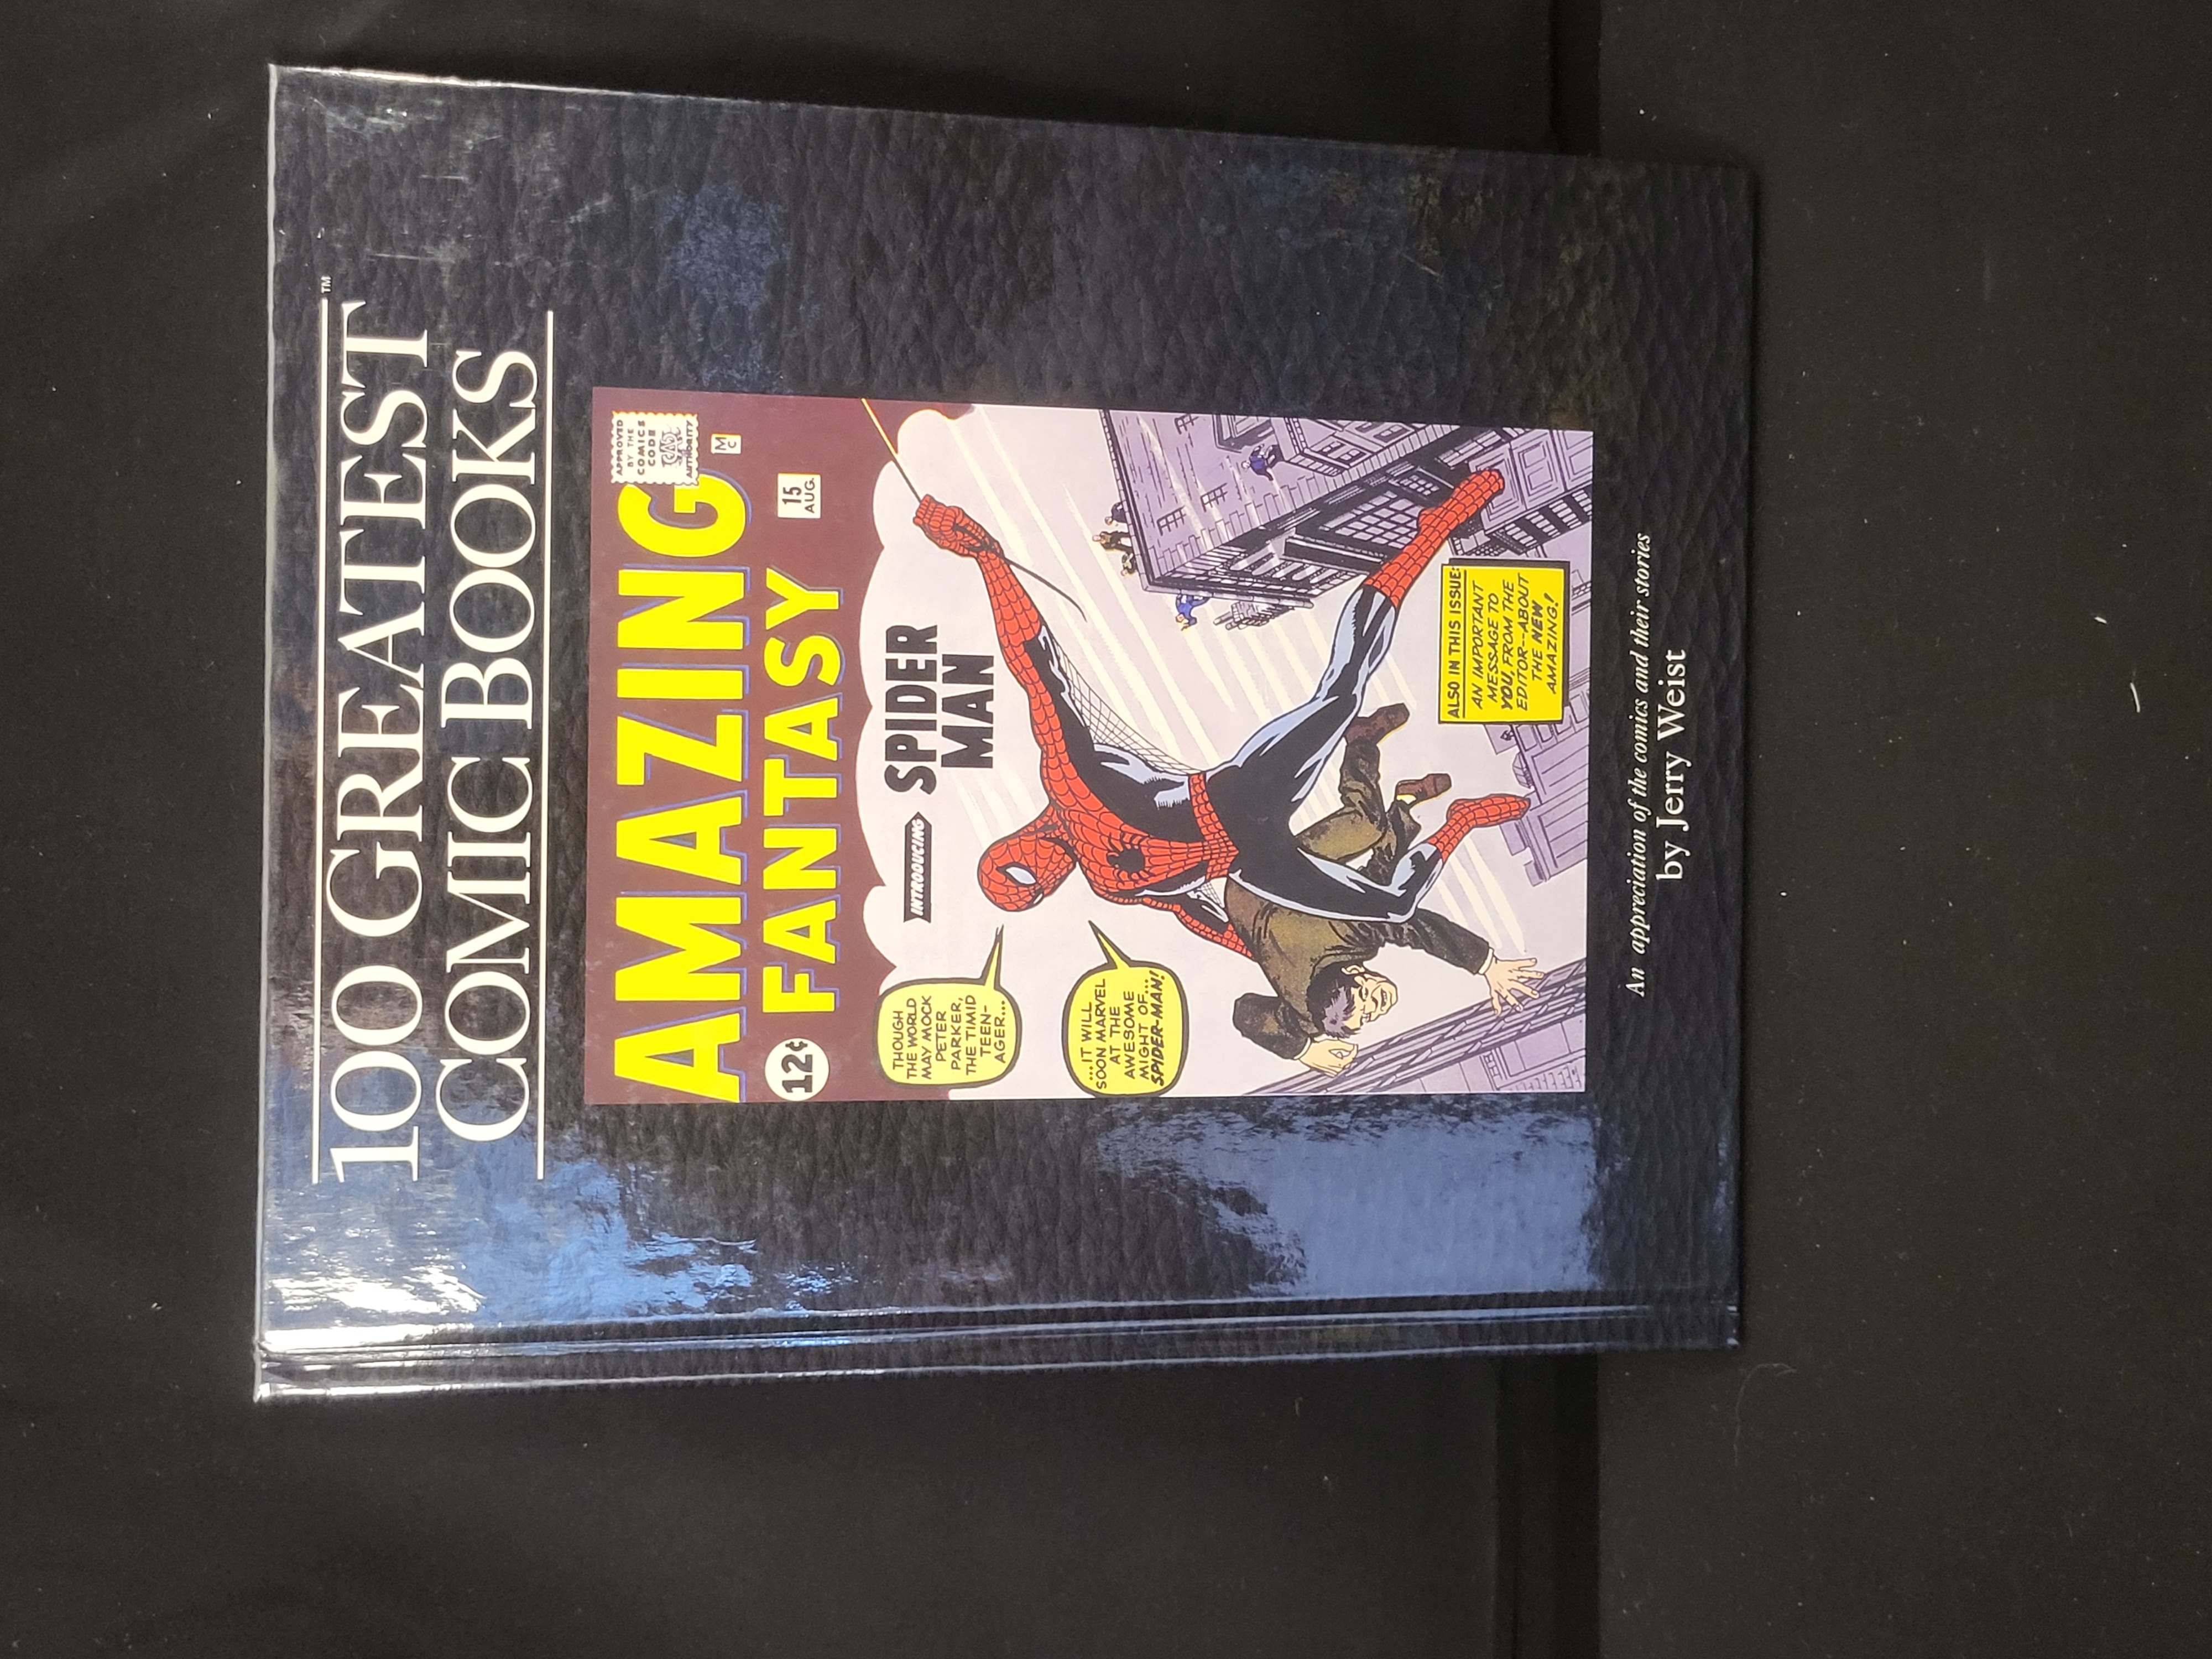 100 GREATEST™
COMIC BOOKS
AMAZING
FANTASY
APPROVED
BY THE
COMICS
CODE
AUTHORITY
MC
12¢
15
AUG.
INTRODUCING
SPIDER
MAN
THOUGH
THE WORLD
MAY MOCK
PETER
PARKER,
THE TIMID
TEEN-
AGER...
...IT WILL
SOON MARVEL
AT THE
AWESOME
MIGHT OF...
SPIDER-MAN!
ALSO IN THIS ISSUE:
AN IMPORTANT
MESSAGE TO
YOU, FROM THE
EDITOR--ABOUT
THE NEW
AMAZING!
An appreciation of the comics and their stories
by Jerry Weist